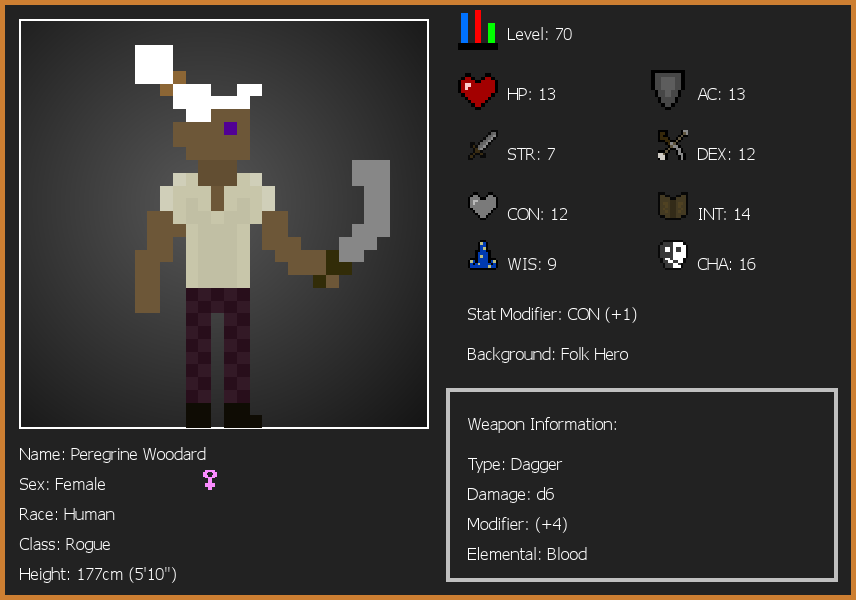 Level: 70
HP: 13
AC: 13
STR: 7
DEX: 12
CON: 12
INT: 14
WIS: 9
CHA: 16
Stat Modifier: CON (+1)
Background: Folk Hero
Weapon Information:
Type: Dagger
Damage: d6
Modifier: (+4)
Elemental: Blood
Name: Peregrine Woodard
Sex: Female
Race: Human
Class: Rogue
Height: 177cm (5'10")